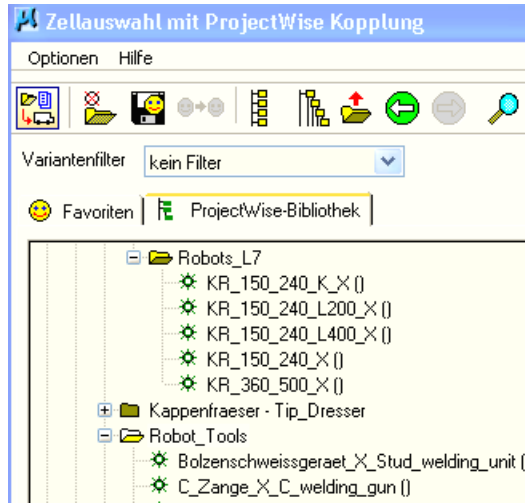 Zellauswahl mit ProjectWise Kopplung
Optionen Hilfe
Variantenfilter kein Filter
Favoriten ProjectWise-Bibliothek
Robots_L7
KR_150_240_K_X ()
KR_150_240_L200_X ()
KR_150_240_L400_X ()
KR_150_240_X ()
KR_360_500_X ()
Kappenfraeser - Tip_Dresser
Robot_Tools
Bolzenschweissgeraet_X_Stud_welding_unit (
C_Zange_X_C_welding_gun ()